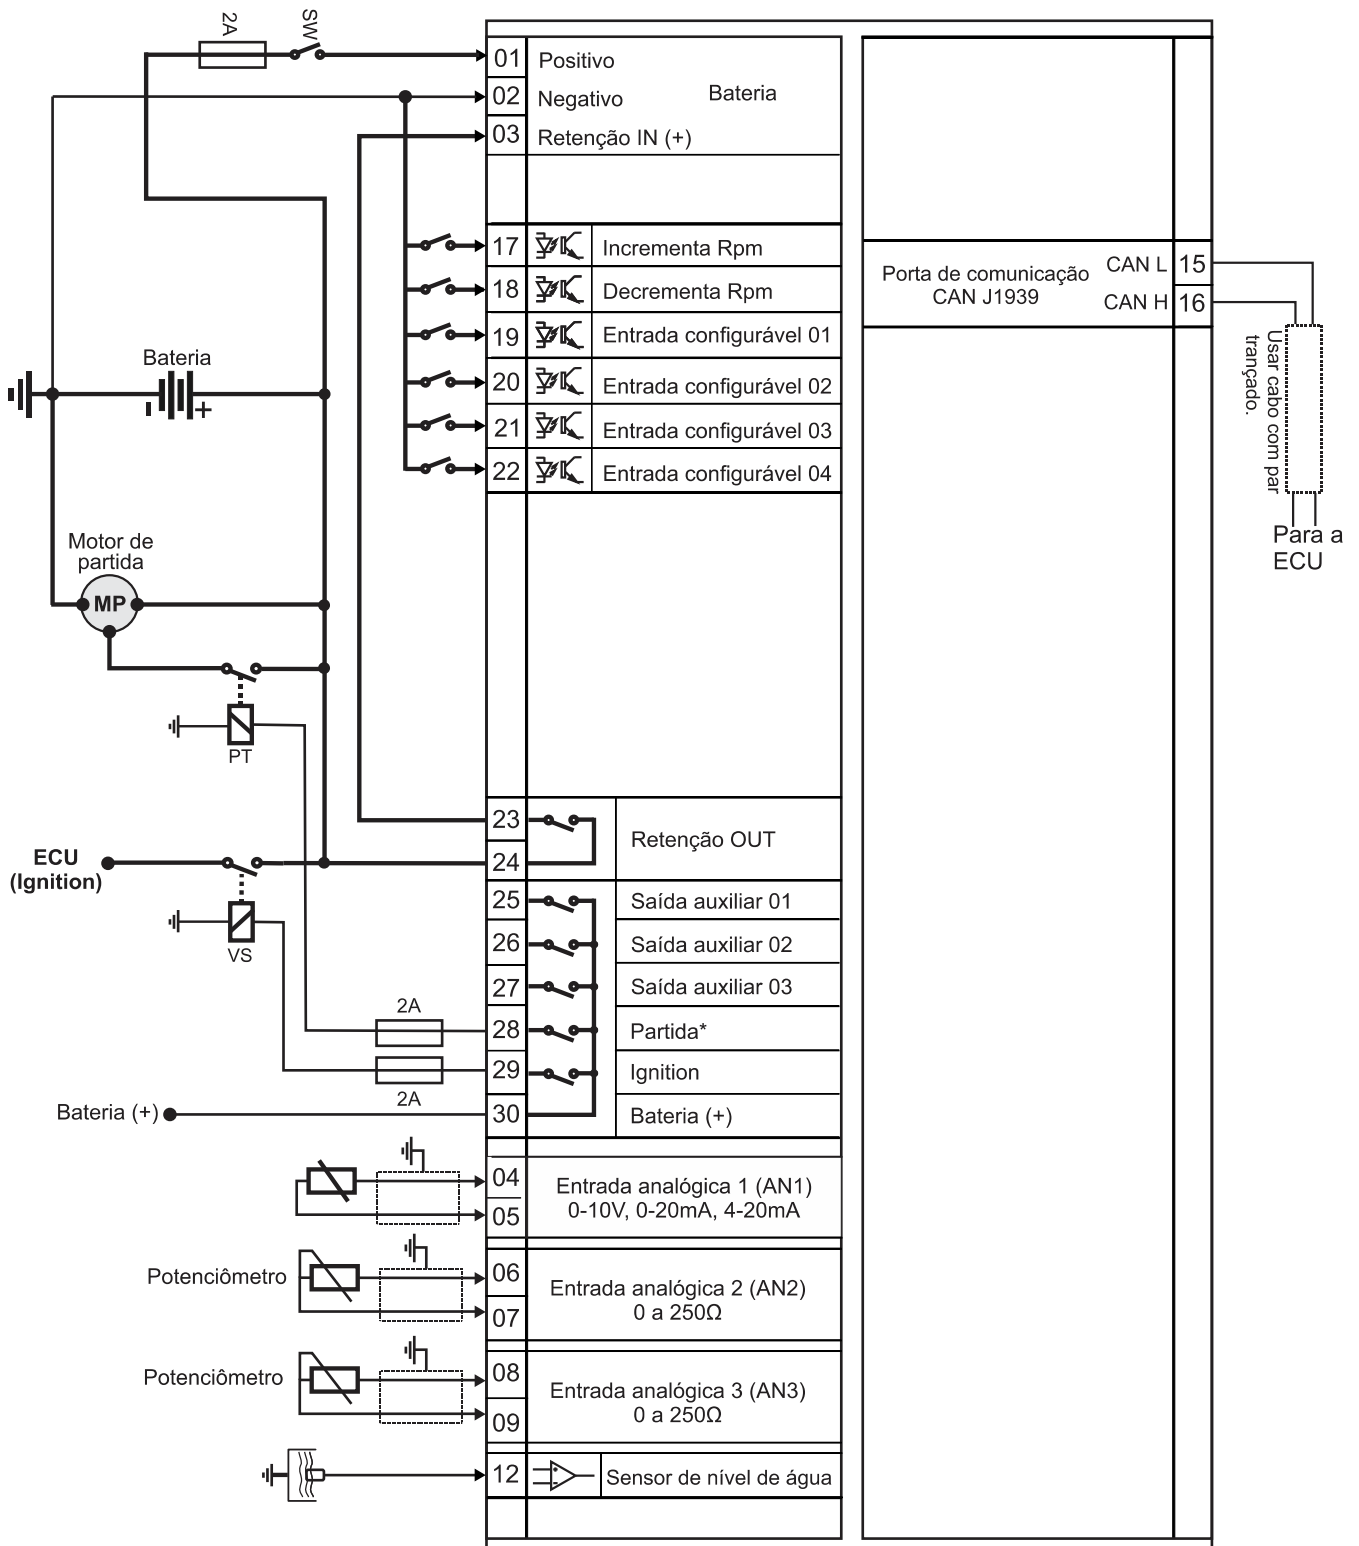 2A
SW
01 Positivo
02 Negativo
Bateria
03 Retenção IN (+)
17 Incrementa Rpm
18 Decrementa Rpm
19 Entrada configurável 01
20 Entrada configurável 02
21 Entrada configurável 03
22 Entrada configurável 04
Porta de comunicação
CAN J1939
CAN L 15
CAN H 16
Usar cabo com par
trançado.
Para a
ECU
Bateria
- +
Motor de
partida
MP
PT
23
24
Retenção OUT
ECU
(Ignition)
VS
25 Saída auxiliar 01
26 Saída auxiliar 02
27 Saída auxiliar 03
2A
28 Partida*
29 Ignition
2A
Bateria (+)
30 Bateria (+)
04
05
Entrada analógica 1 (AN1)
0-10V, 0-20mA, 4-20mA
Potenciômetro
06
07
Entrada analógica 2 (AN2)
0 a 250Ω
Potenciômetro
08
09
Entrada analógica 3 (AN3)
0 a 250Ω
12 Sensor de nível de água